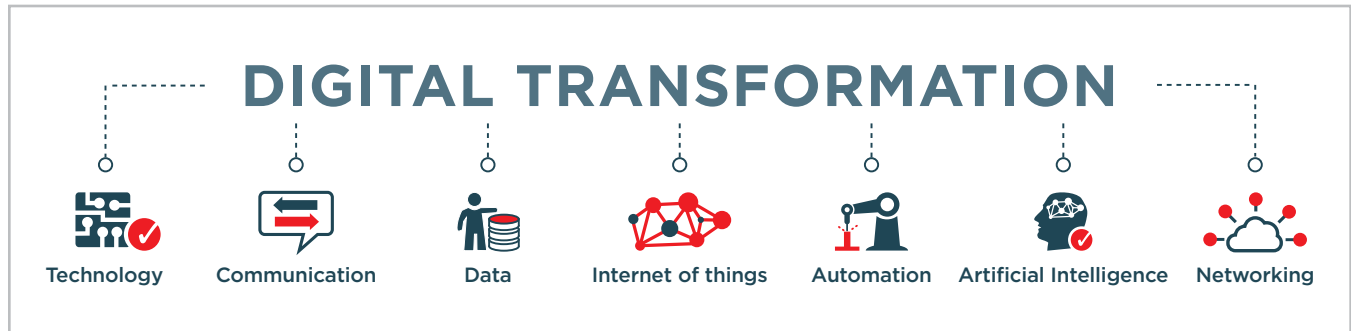 DIGITAL TRANSFORMATION
Technology
Communication
Data
Internet of things
Automation
Artificial Intelligence
Networking